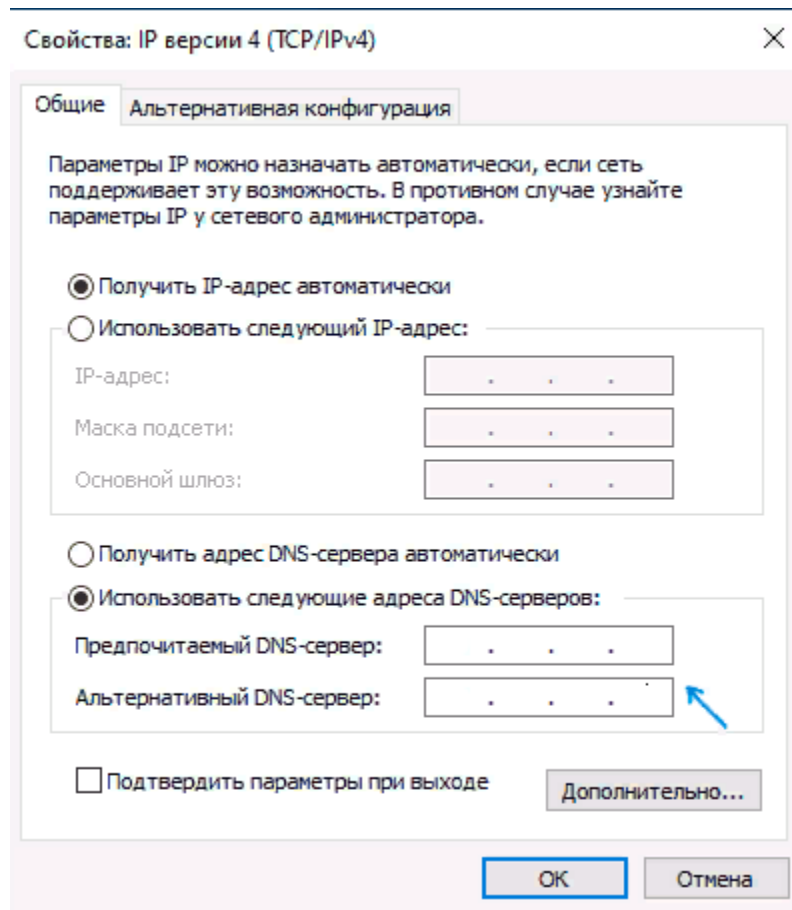 Свойства: IP версии 4 (TCP/IPv4)
Общие
Альтернативная конфигурация
Параметры IP можно назначать автоматически, если сеть
поддерживает эту возможность. В противном случае узнайте
параметры IP у сетевого администратора.
Получить IP-адрес автоматически
Использовать следующий IP-адрес:
IP-адрес:
Маска подсети:
Основной шлюз:
Получить адрес DNS-сервера автоматически
Использовать следующие адреса DNS-серверов:
Предпочитаемый DNS-сервер:
Альтернативный DNS-сервер:
Подтвердить параметры при выходе
Дополнительно...
ОК
Отмена